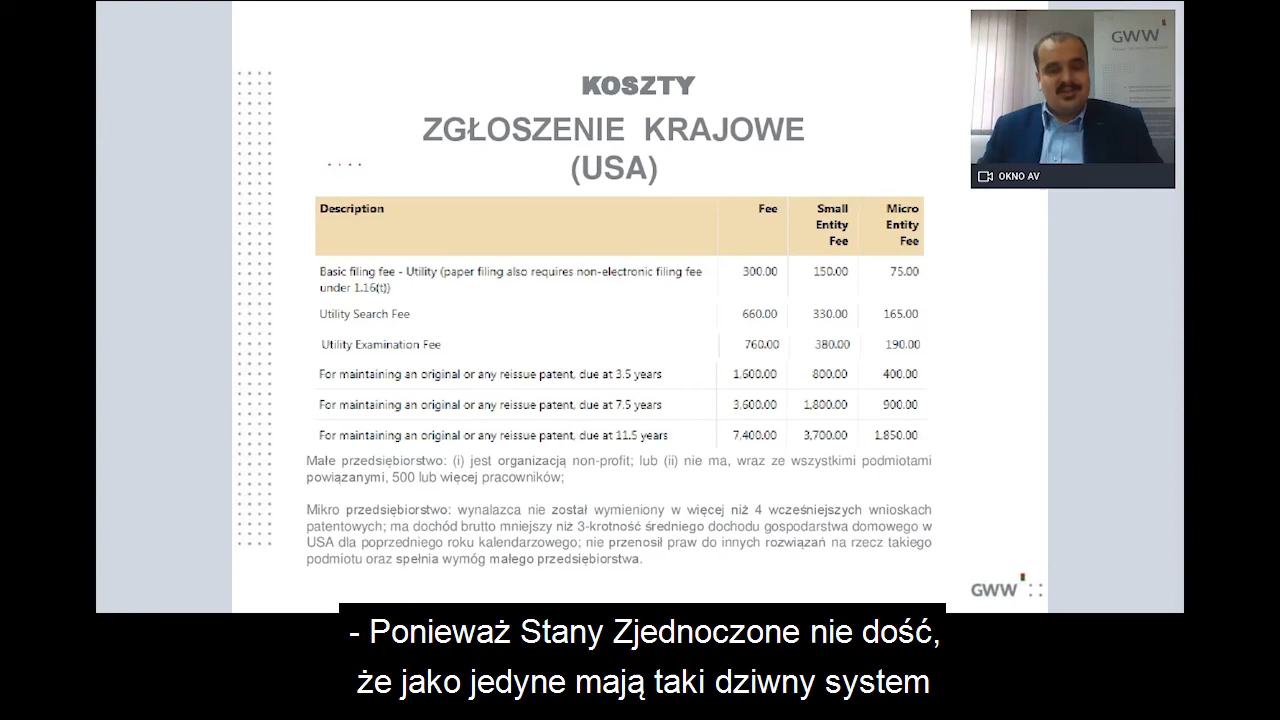 KOSZTY
ZGŁOSZENIE KRAJOWE
(USA)
GWW
OKNO AV
Description Fee Small Entity Fee Micro Entity Fee
Basic filing fee - Utility (paper filing also requires non-electronic filing fee
under 1.16(t)) 300.00 150.00 75.00
Utility Search Fee 660.00 330.00 165.00
Utility Examination Fee 760.00 380.00 190.00
For maintaining an original or any reissue patent, due at 3.5 years 1,600.00 800.00 400.00
For maintaining an original or any reissue patent, due at 7.5 years 3,600.00 1,800.00 900.00
For maintaining an original or any reissue patent, due at 11.5 years 7,400.00 3,700.00 1,850.00
Małe przedsiębiorstwo: (i) jest organizacją non-profit; lub (ii) nie ma, wraz ze wszystkimi podmiotami
powiązanymi, 500 lub więcej pracowników;
Mikro przedsiębiorstwo: wynalazca nie został wymieniony w więcej niż 4 wcześniejszych wnioskach
patentowych; ma dochód brutto mniejszy niż 3-krotność średniego dochodu gospodarstwa domowego w
USA dla poprzedniego roku kalendarzowego; nie przenosił praw do innych rozwiązań na rzecz takiego
podmiotu oraz spełnia wymóg małego przedsiębiorstwa.
GWW
- Ponieważ Stany Zjednoczone nie dość,
że jako jedyne mają taki dziwny system